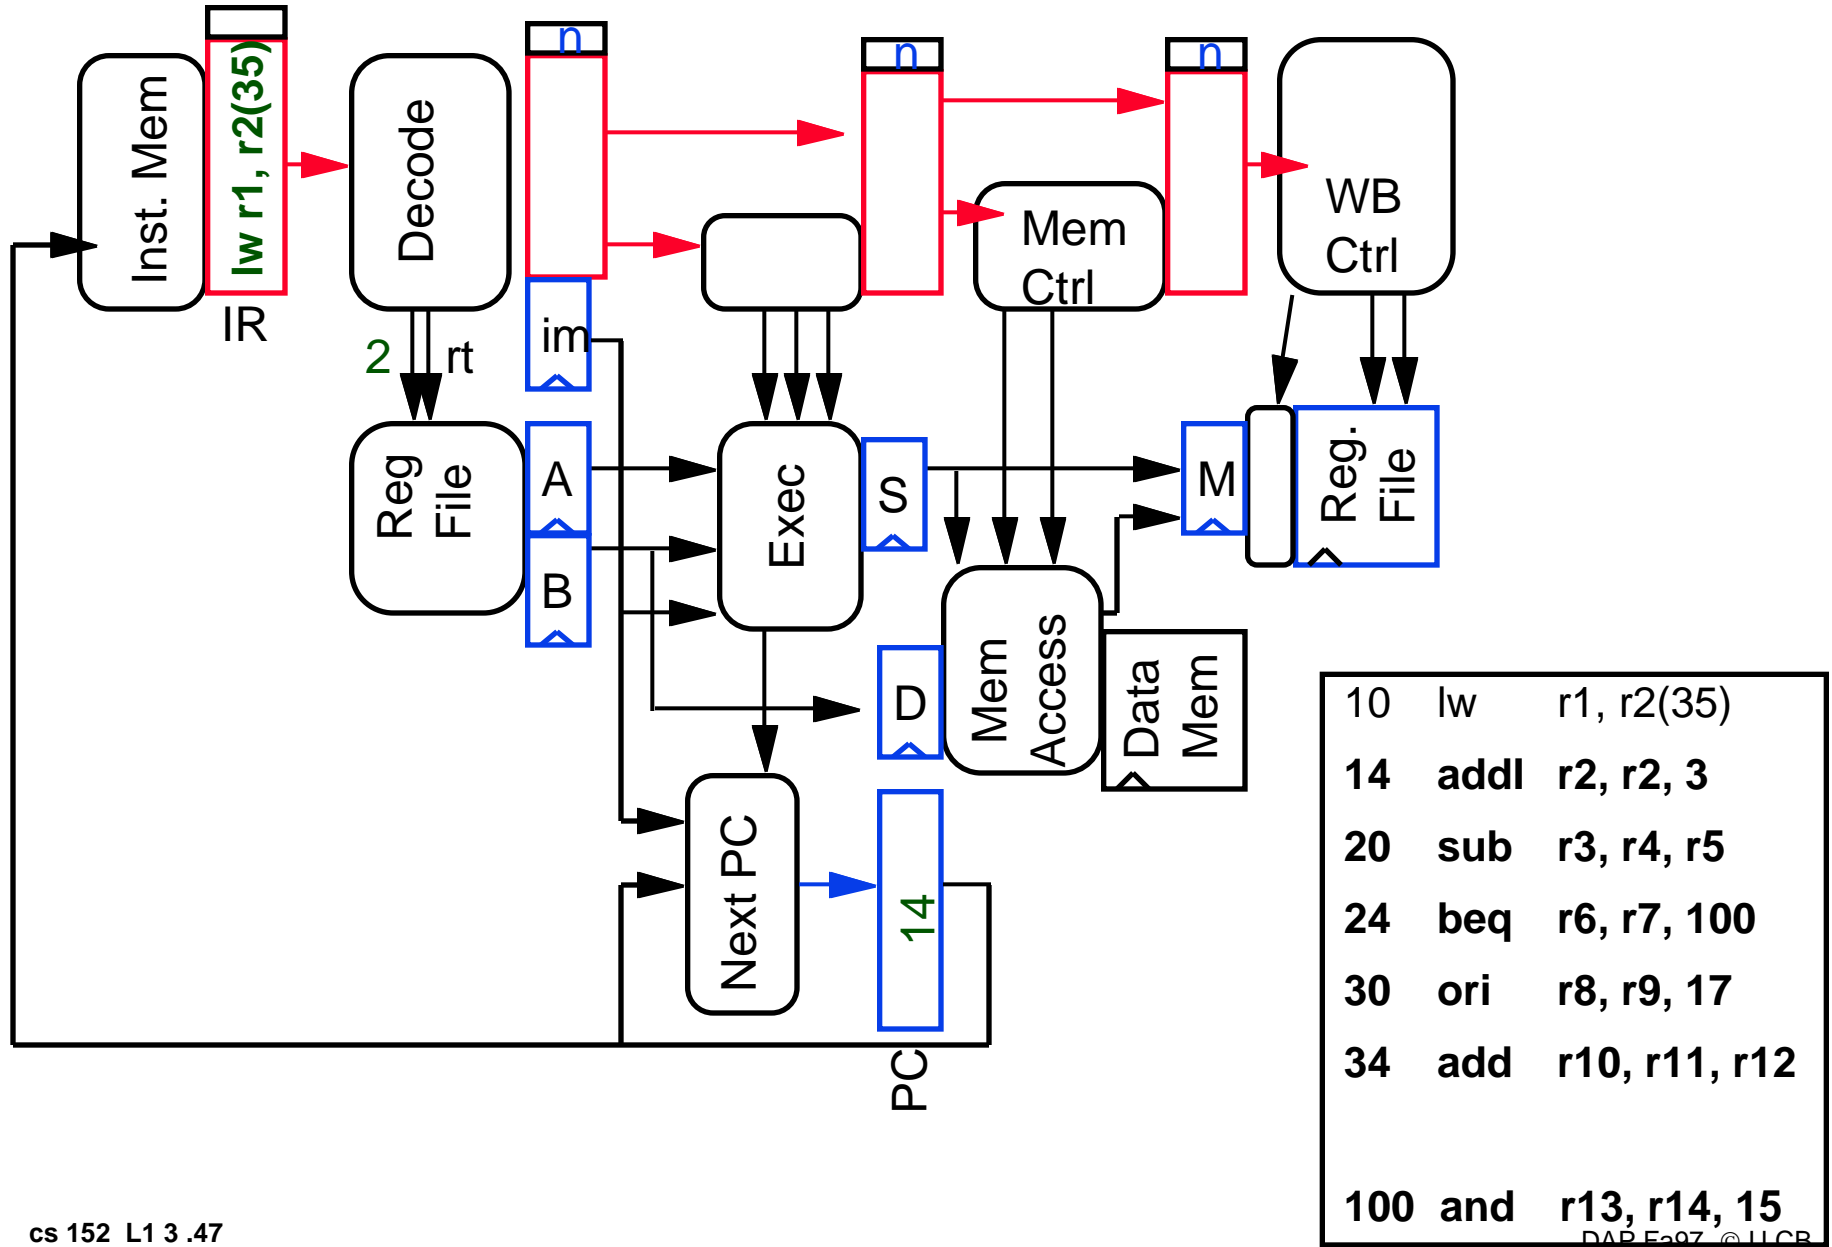 n
n
n
Inst. Mem
lw r1, r2(35)
IR
Decode
2
rt
im
Mem
Ctrl
WB
Ctrl
Reg
File
A
B
Exec
S
M
Reg.
File
D
Mem
Access
Data
Mem
Next PC
14
PC
10 lw r1, r2(35)
14 addI r2, r2, 3
20 sub r3, r4, r5
24 beq r6, r7, 100
30 ori r8, r9, 17
34 add r10, r11, r12
100 and r13, r14, 15
cs 152 L1 3 .47
DAP Fa97, © U.CB